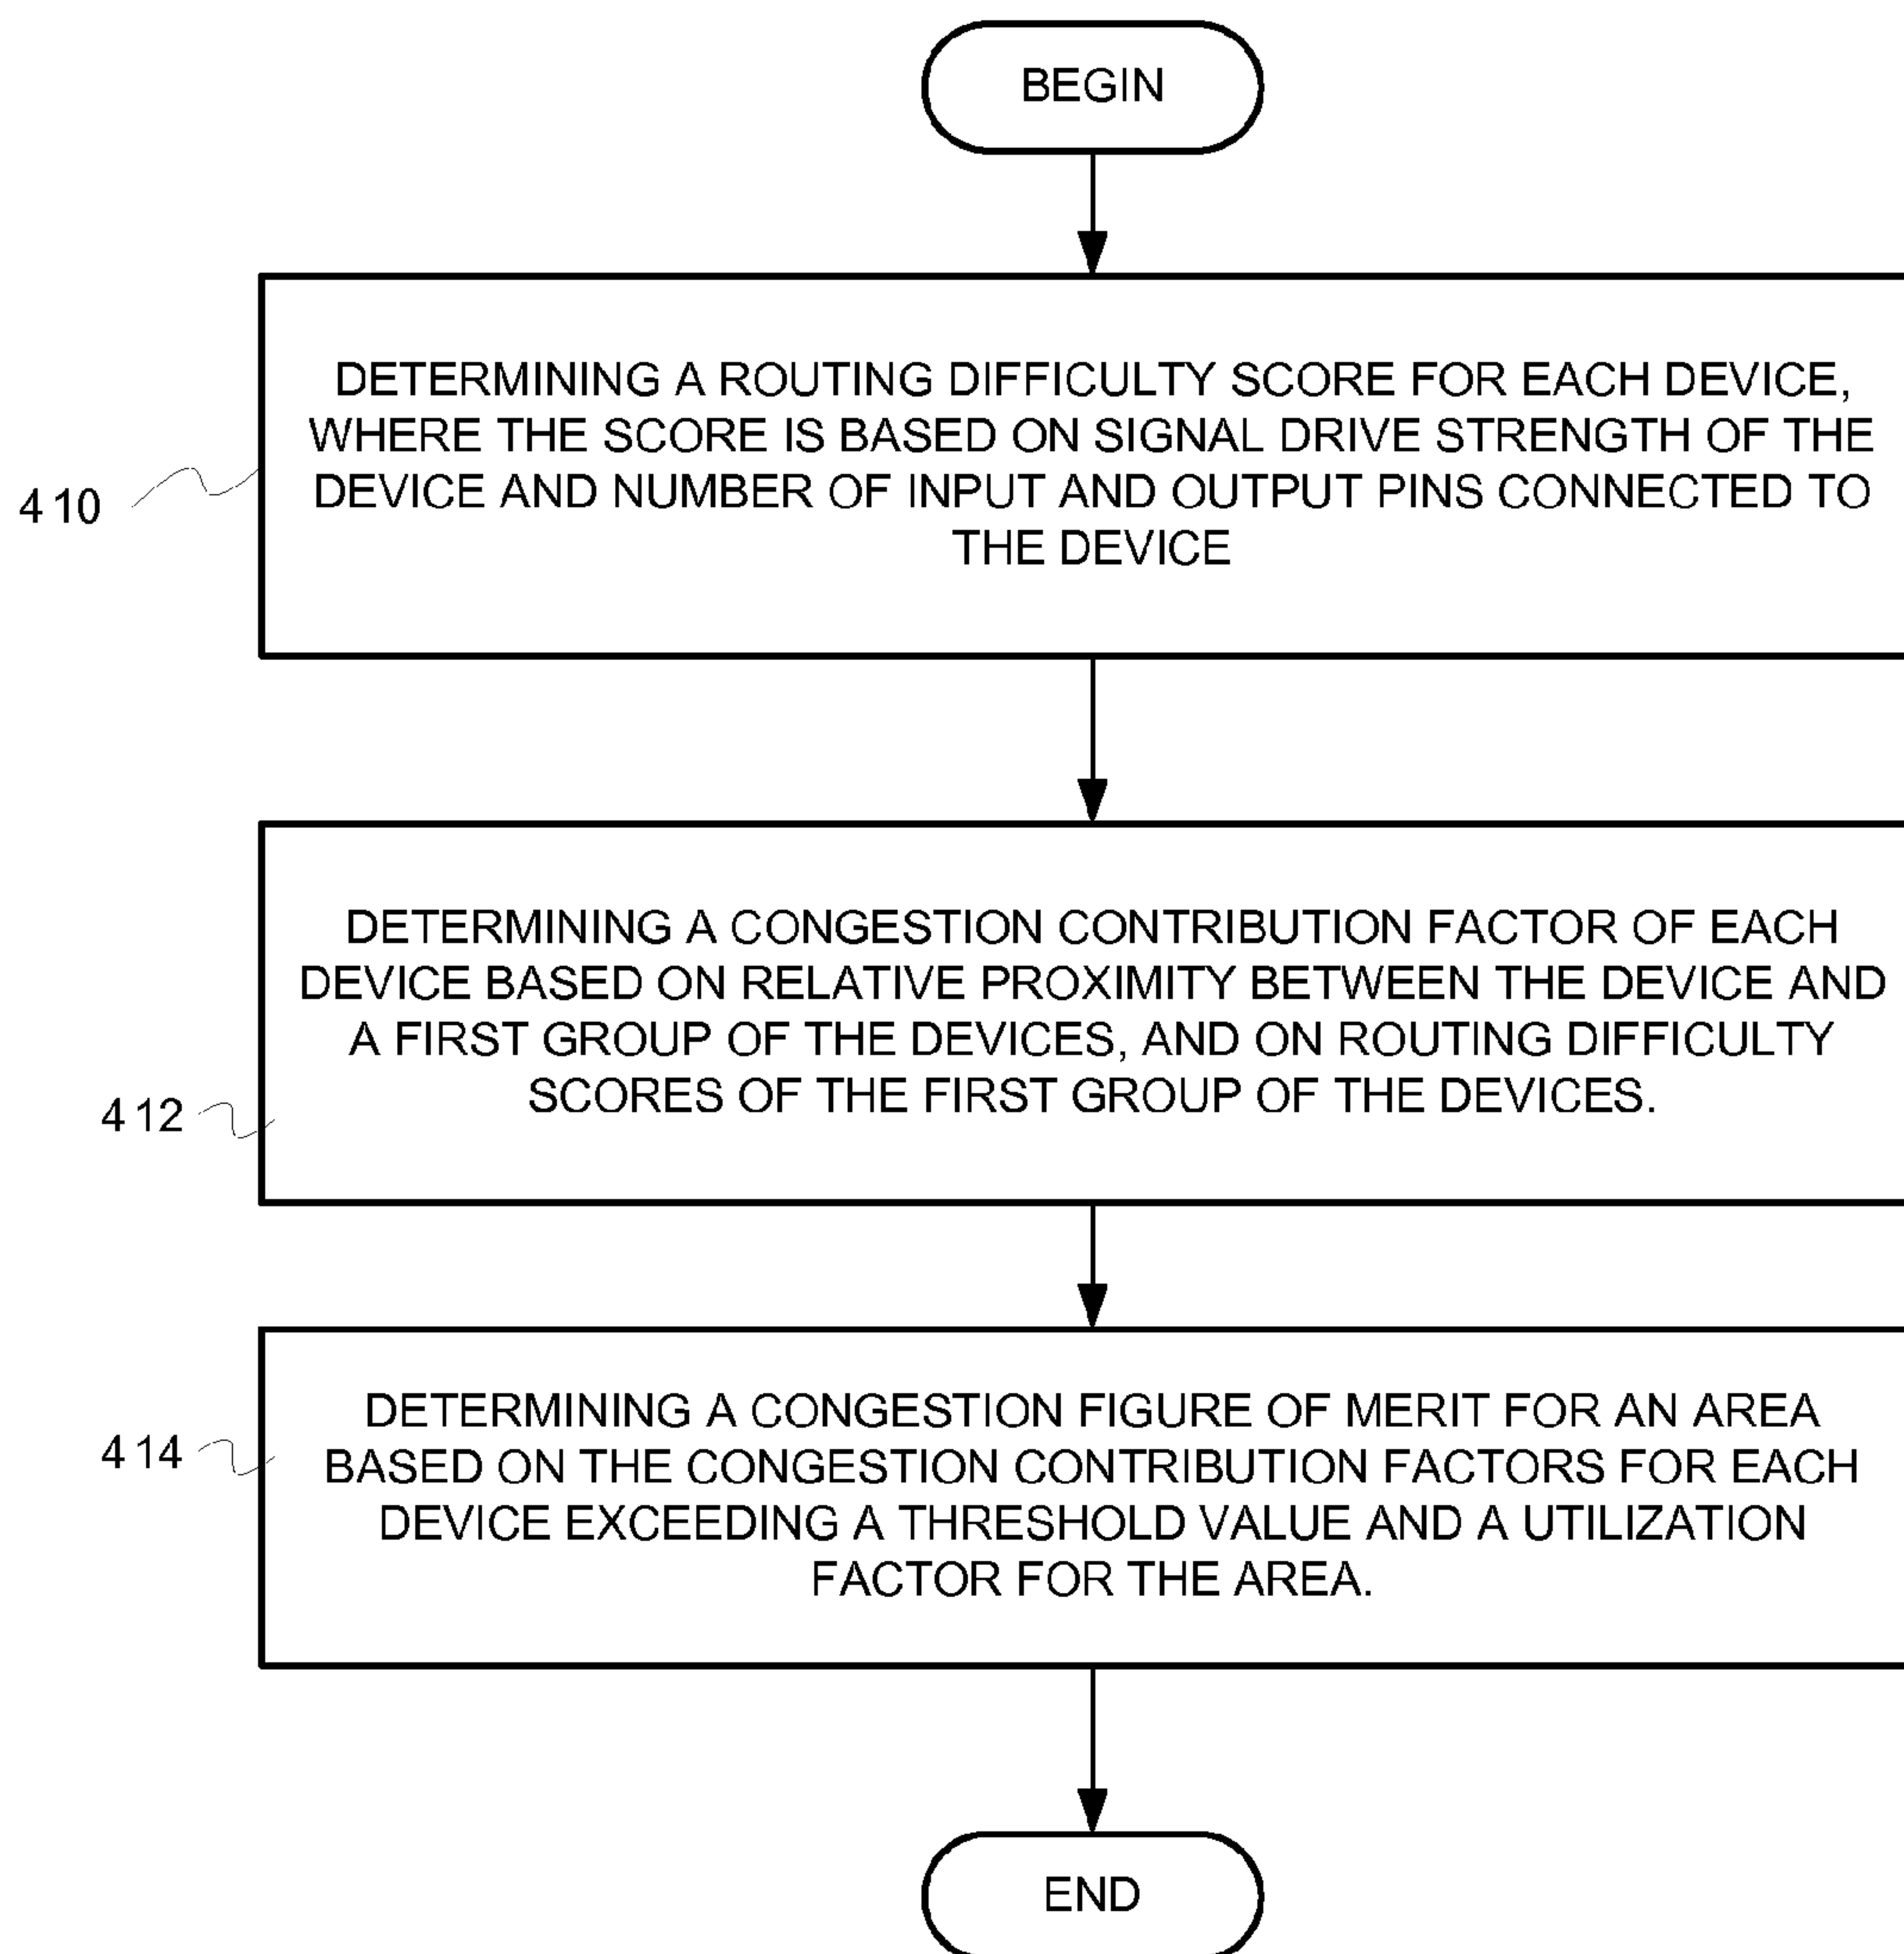 BEGIN
DETERMINING A ROUTING DIFFICULTY SCORE FOR EACH DEVICE,
WHERE THE SCORE IS BASED ON SIGNAL DRIVE STRENGTH OF THE
DEVICE AND NUMBER OF INPUT AND OUTPUT PINS CONNECTED TO
THE DEVICE
410
DETERMINING A CONGESTION CONTRIBUTION FACTOR OF EACH
DEVICE BASED ON RELATIVE PROXIMITY BETWEEN THE DEVICE AND
A FIRST GROUP OF THE DEVICES, AND ON ROUTING DIFFICULTY
SCORES OF THE FIRST GROUP OF THE DEVICES.
412
DETERMINING A CONGESTION FIGURE OF MERIT FOR AN AREA
BASED ON THE CONGESTION CONTRIBUTION FACTORS FOR EACH
DEVICE EXCEEDING A THRESHOLD VALUE AND A UTILIZATION
FACTOR FOR THE AREA.
414
END